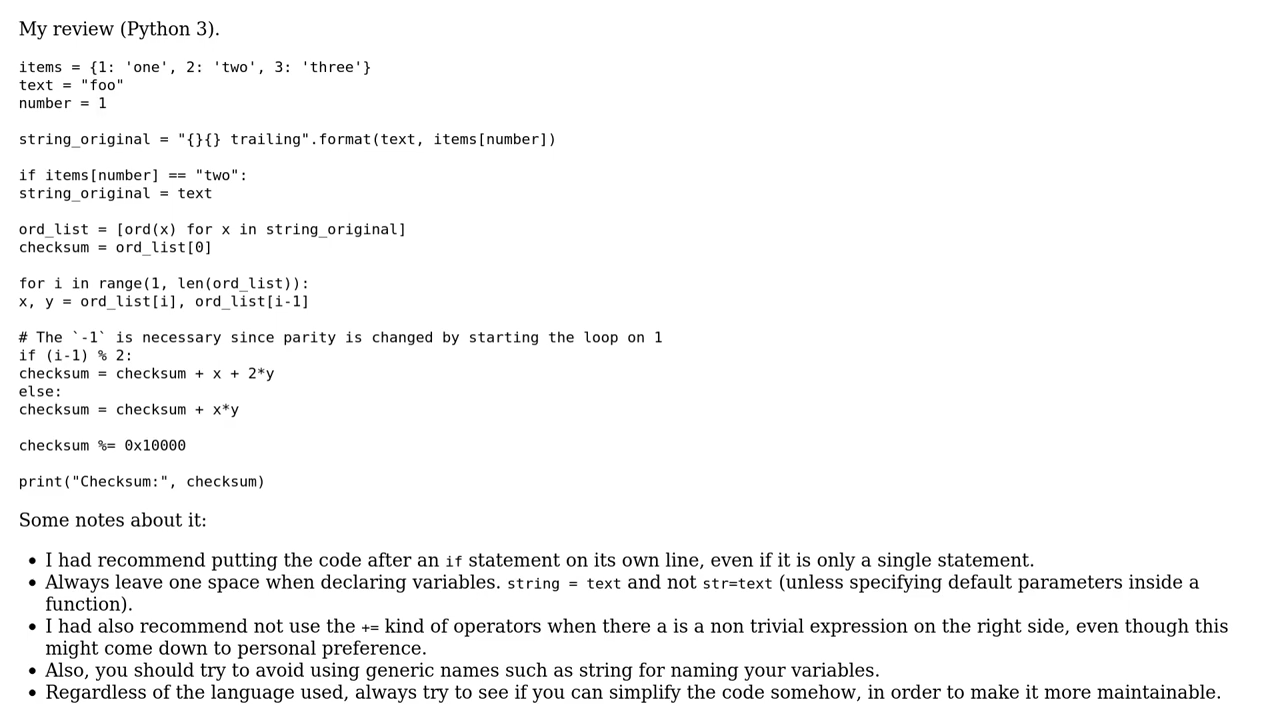 My review (Python 3).
items = {1: 'one', 2: 'two', 3: 'three'}
text = "foo"
number = 1
string_original = "{}{} trailing".format(text, items[number])
if items[number] == "two":
string_original = text
ord_list = [ord(x) for x in string_original]
checksum = ord_list[0]
for i in range(1, len(ord_list)):
x, y = ord_list[i], ord_list[i-1]
# The `-1` is necessary since parity is changed by starting the loop on 1
if (i-1) % 2:
checksum = checksum + x + 2*y
else:
checksum = checksum + x*y
checksum %= 0x10000
print("Checksum:", checksum)
Some notes about it:
• I had recommend putting the code after an if statement on its own line, even if it is only a single statement.
• Always leave one space when declaring variables. string = text and not str=text (unless specifying default parameters inside a
function).
• I had also recommend not use the += kind of operators when there a is a non trivial expression on the right side, even though this
might come down to personal preference.
• Also, you should try to avoid using generic names such as string for naming your variables.
• Regardless of the language used, always try to see if you can simplify the code somehow, in order to make it more maintainable.